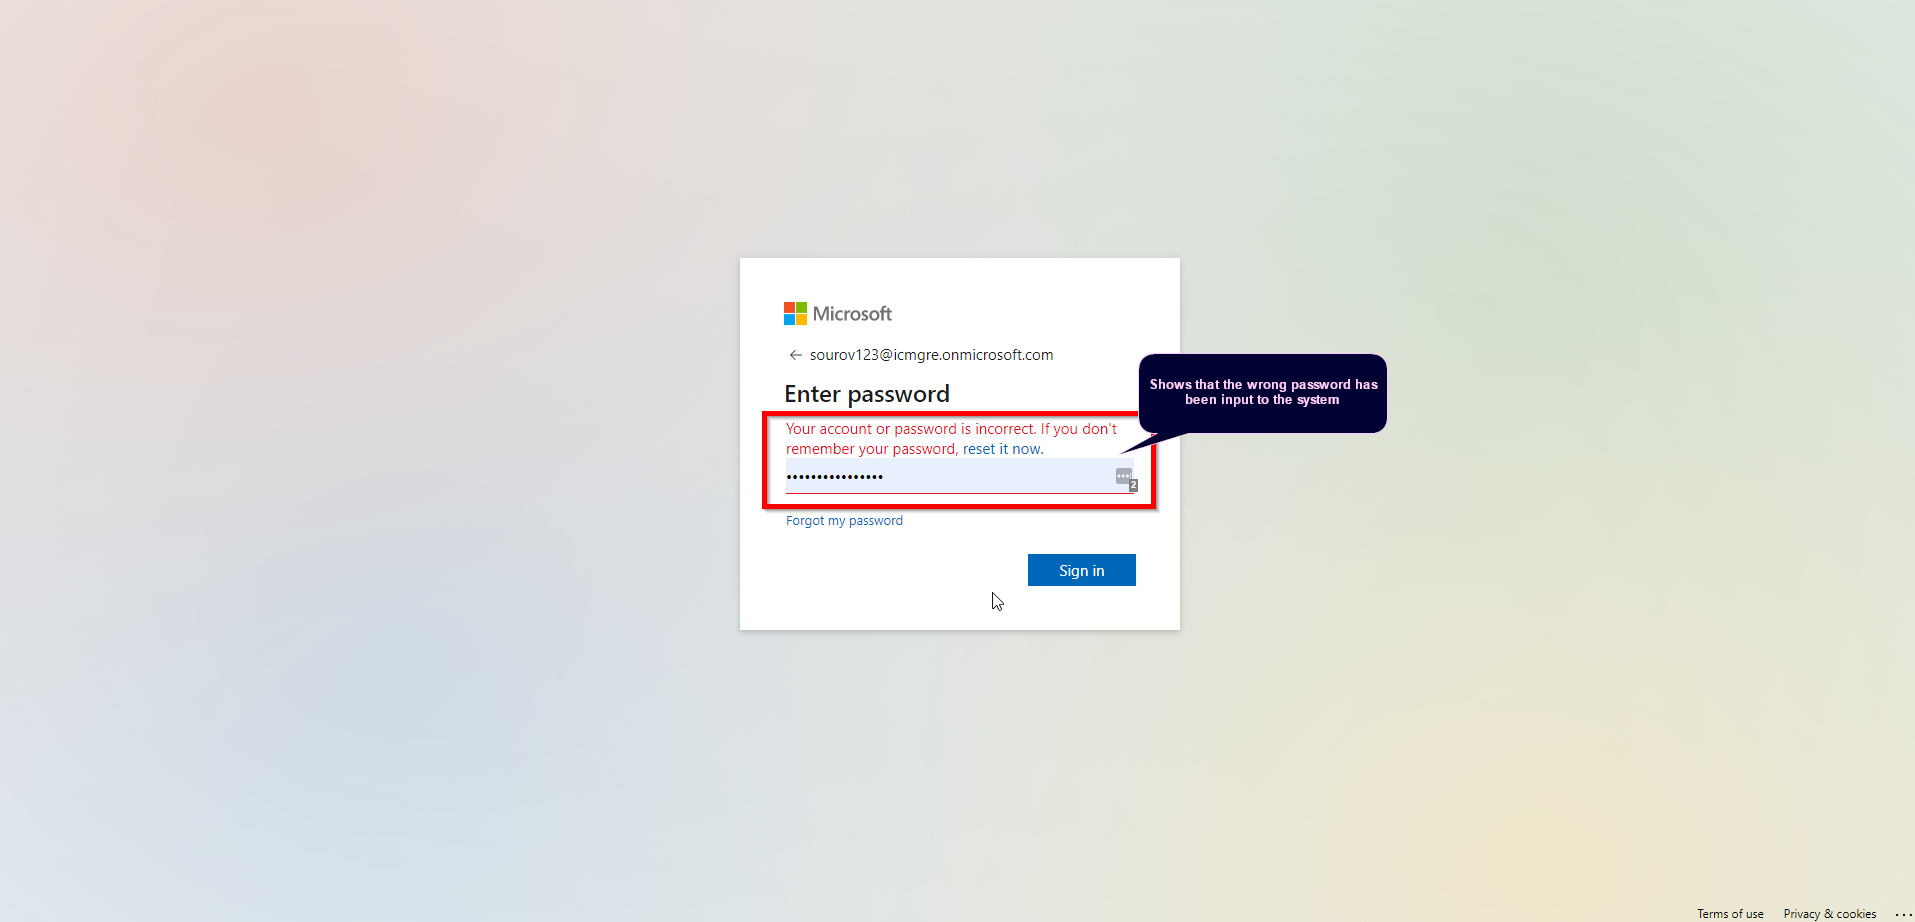 Microsoft
← sourov123@icmgre.onmicrosoft.com
Enter password
Shows that the wrong password has
been input to the system
Your account or password is incorrect. If you don't
remember your password, reset it now.
••••••••••••••••
2
Forgot my password
Sign in
Terms of use Privacy & cookies ...